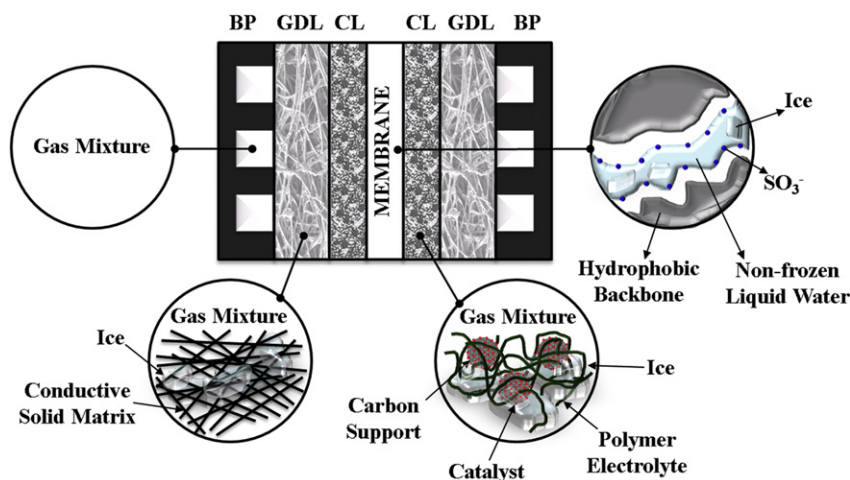 BP GDL CL CL GDL BP
Gas Mixture
MEMBRANE
Ice
SO₃⁻
Hydrophobic
Backbone
Non-frozen
Liquid Water
Gas Mixture
Ice
Conductive
Solid Matrix
Gas Mixture
Ice
Carbon
Support
Catalyst
Polymer
Electrolyte